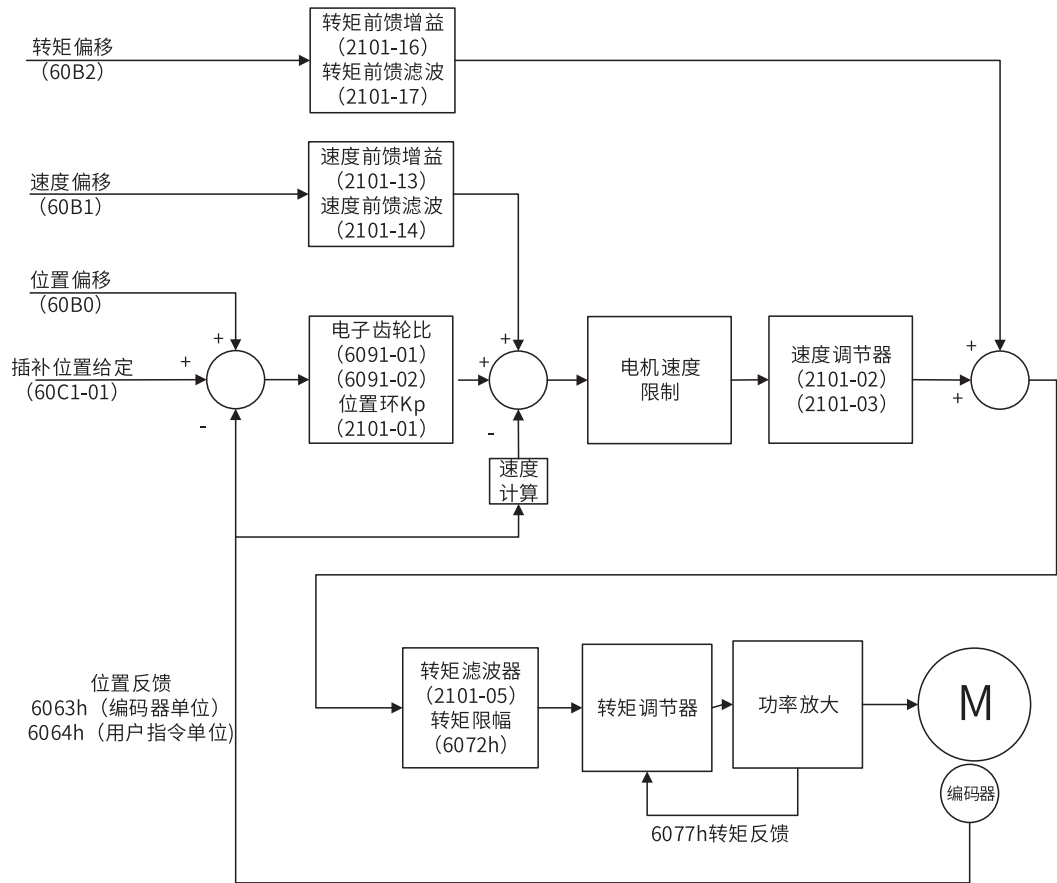 转矩偏移
（60B2）
转矩前馈增益
（2101-16）
转矩前馈滤波
（2101-17）
速度偏移
（60B1）
速度前馈增益
（2101-13）
速度前馈滤波
（2101-14）
位置偏移
（60B0）
插补位置给定
（60C1-01）
+
+
-
电子齿轮比
（6091-01）
（6091-02）
位置环Kp
（2101-01）
+
+
-
速度
计算
电机速度
限制
速度调节器
（2101-02）
（2101-03）
+
+
位置反馈
6063h（编码器单位）
6064h（用户指令单位)
转矩滤波器
（2101-05）
转矩限幅
（6072h）
转矩调节器
功率放大
M
编码器
6077h转矩反馈